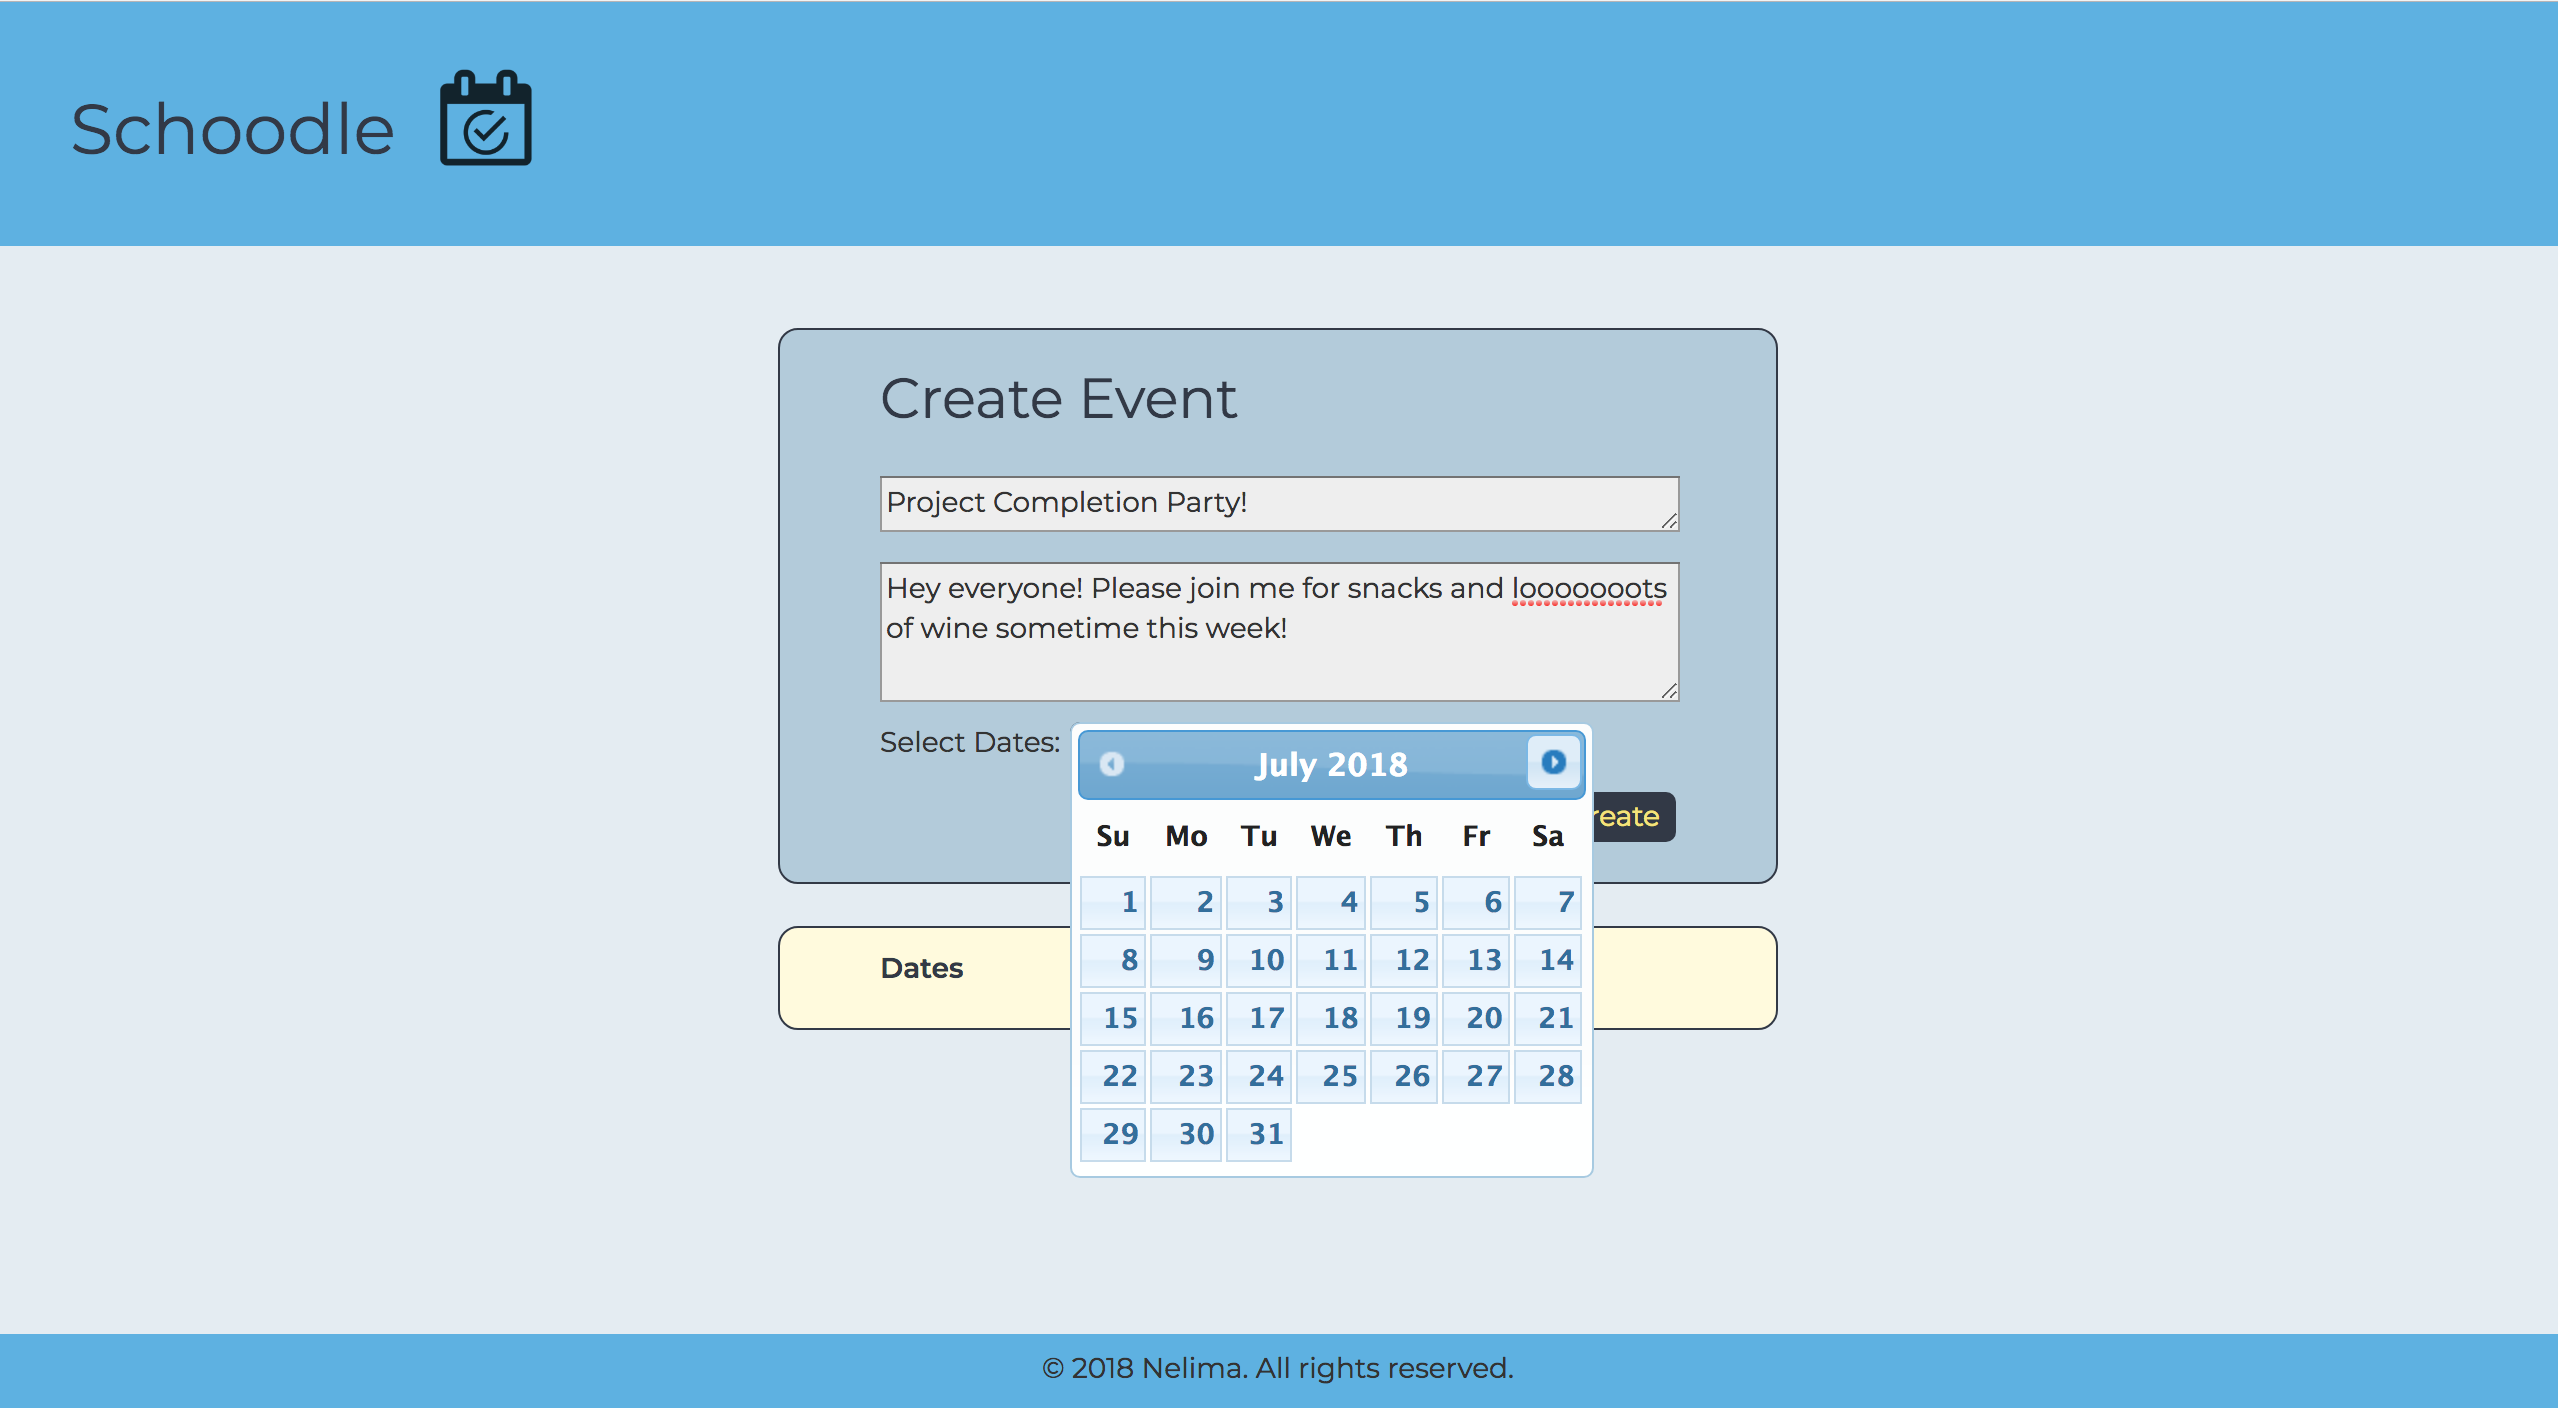 Schoodle
Create Event
Project Completion Party!
Hey everyone! Please join me for snacks and looooooots
of wine sometime this week!
Select Dates:
July 2018
reate
Su Mo Tu We Th Fr Sa
1 2 3 4 5 6 7
8 9 10 11 12 13 14
Dates
15 16 17 18 19 20 21
22 23 24 25 26 27 28
29 30 31
© 2018 Nelima. All rights reserved.